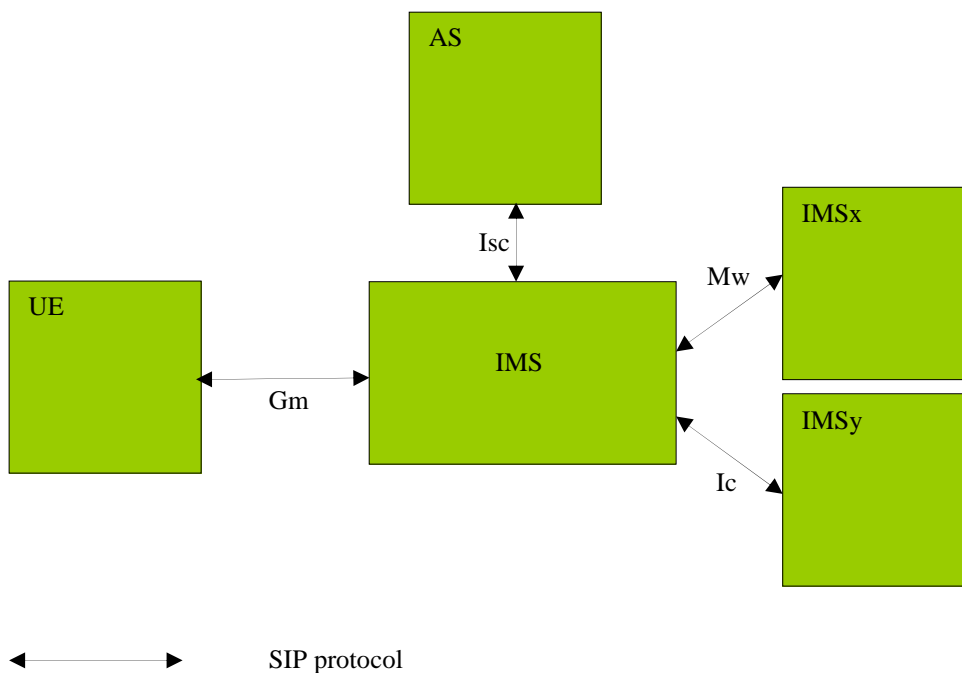 AS
IMSx
Isc
Mw
UE
IMS
Gm
IMSy
Ic
SIP protocol